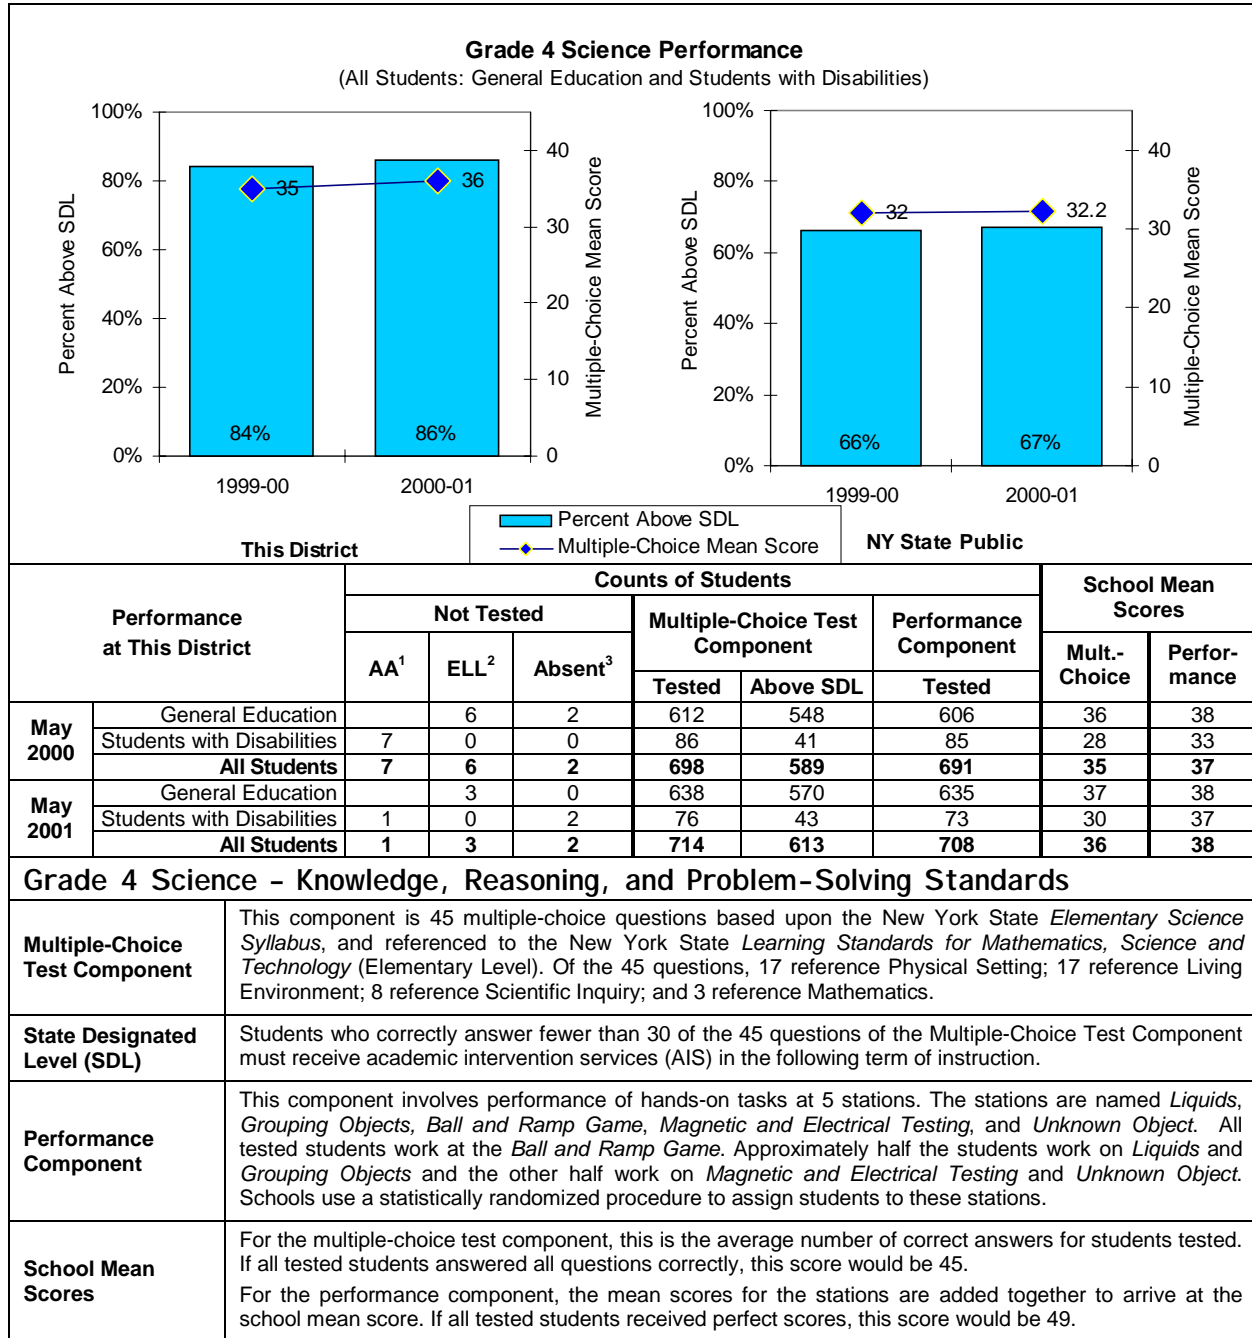 Grade 4 Science Performance
(All Students: General Education and Students with Disabilities)
100%
80%
60%
40%
20%
0%
Percent Above SDL
35
36
84%
86%
1999-00
2000-01
40
30
20
10
0
Multiple-Choice Mean Score
This District
100%
80%
60%
40%
20%
0%
Percent Above SDL
32
32.2
66%
67%
1999-00
2000-01
40
30
20
10
0
Multiple-Choice Mean Score
NY State Public
Percent Above SDL
Multiple-Choice Mean Score
Performance
at This District
Counts of Students
School Mean
Scores
Not Tested
Multiple-Choice Test
Component
Performance
Component
AA¹ ELL² Absent³
Tested Above SDL Tested
Mult.-
Choice
Perfor-
mance
May
2000
General Education 6 2 612 548 606 36 38
Students with Disabilities 7 0 0 86 41 85 28 33
All Students 7 6 2 698 589 691 35 37
May
2001
General Education 3 0 638 570 635 37 38
Students with Disabilities 1 0 2 76 43 73 30 37
All Students 1 3 2 714 613 708 36 38
Grade 4 Science – Knowledge, Reasoning, and Problem-Solving Standards
Multiple-Choice
Test Component
This component is 45 multiple-choice questions based upon the New York State Elementary Science
Syllabus, and referenced to the New York State Learning Standards for Mathematics, Science and
Technology (Elementary Level). Of the 45 questions, 17 reference Physical Setting; 17 reference Living
Environment; 8 reference Scientific Inquiry; and 3 reference Mathematics.
State Designated
Level (SDL)
Students who correctly answer fewer than 30 of the 45 questions of the Multiple-Choice Test Component
must receive academic intervention services (AIS) in the following term of instruction.
Performance
Component
This component involves performance of hands-on tasks at 5 stations. The stations are named Liquids,
Grouping Objects, Ball and Ramp Game, Magnetic and Electrical Testing, and Unknown Object. All
tested students work at the Ball and Ramp Game. Approximately half the students work on Liquids and
Grouping Objects and the other half work on Magnetic and Electrical Testing and Unknown Object.
Schools use a statistically randomized procedure to assign students to these stations.
School Mean
Scores
For the multiple-choice test component, this is the average number of correct answers for students tested.
If all tested students answered all questions correctly, this score would be 45.
For the performance component, the mean scores for the stations are added together to arrive at the
school mean score. If all tested students received perfect scores, this score would be 49.